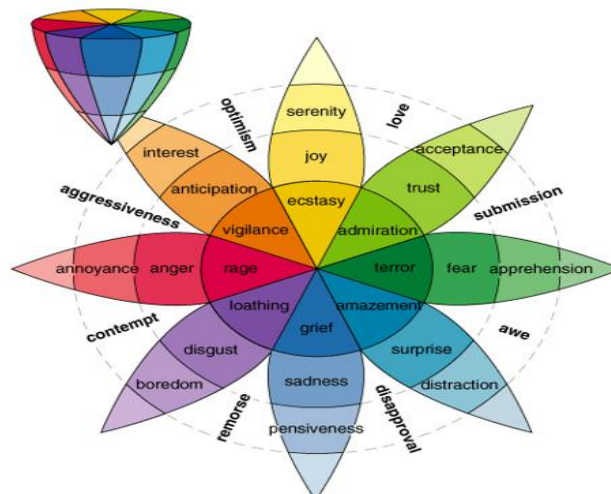 optimism
love
serenity
interest
acceptance
joy
anticipation
trust
aggressiveness
ecstasy
submission
vigilance
admiration
annoyance
anger
rage
terror
fear
apprehension
loathing
amazement
contempt
grief
awe
disgust
surprise
boredom
sadness
distraction
remorse
pensiveness
disapproval